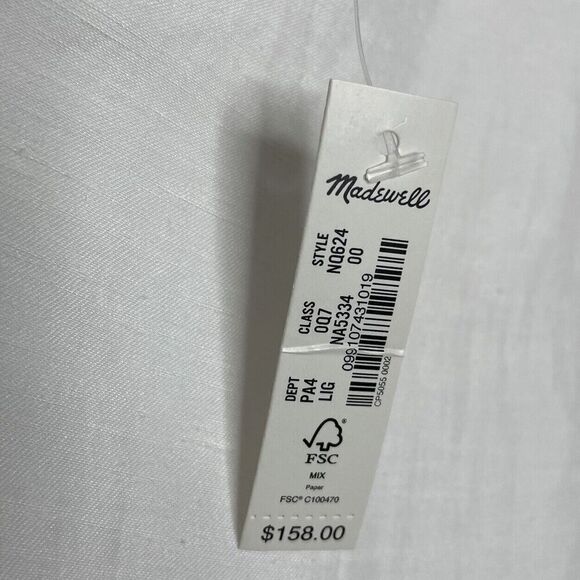 Madewell
DEPT CLASS STYLE
PA4 0Q7 NQ624
LIG NA5334 00
099107431019
CP5055 0002
FSC
MIX
Paper
FSC® C100470
$158.00